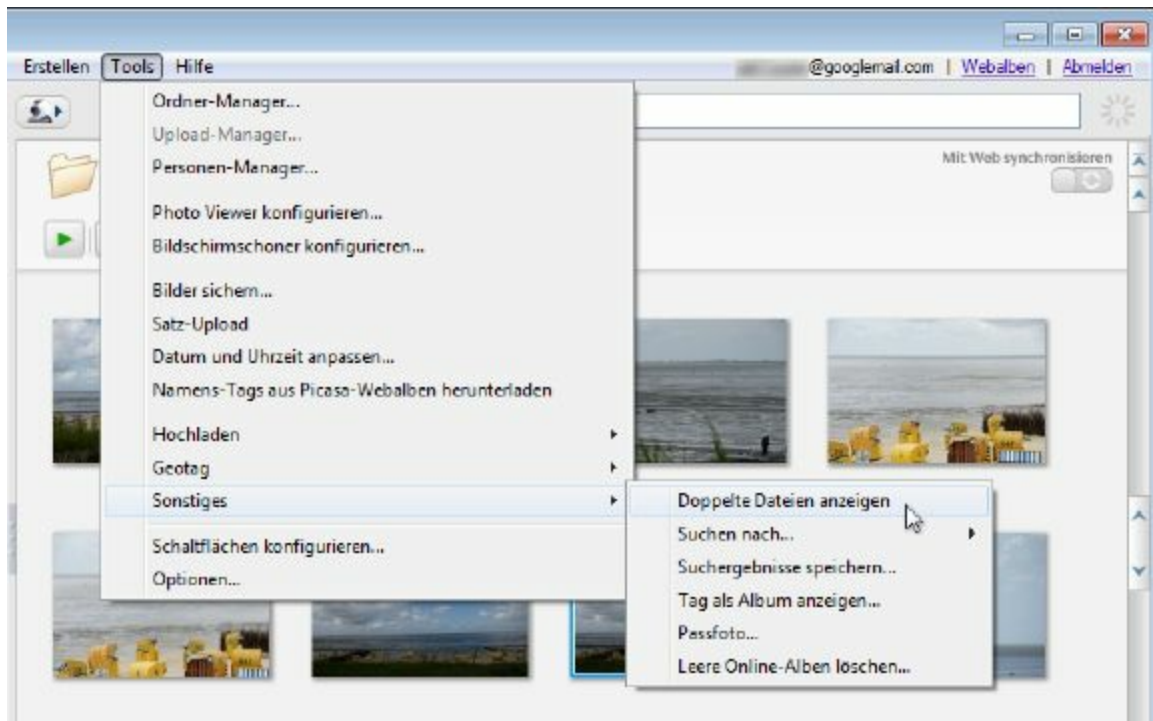 Erstellen Tools Hilfe
@googlemail.com | Webalben | Abmelden
Ordner-Manager...
Upload-Manager...
Personen-Manager...
Mit Web synchronisieren
Photo Viewer konfigurieren...
Bildschirmschoner konfigurieren...
Bilder sichern...
Satz-Upload
Datum und Uhrzeit anpassen...
Namens-Tags aus Picasa-Webalben herunterladen
Hochladen
Geotag
Sonstiges
Schaltflächen konfigurieren...
Optionen...
Doppelte Dateien anzeigen
Suchen nach...
Suchergebnisse speichern...
Tag als Album anzeigen...
Passfoto...
Leere Online-Alben löschen...